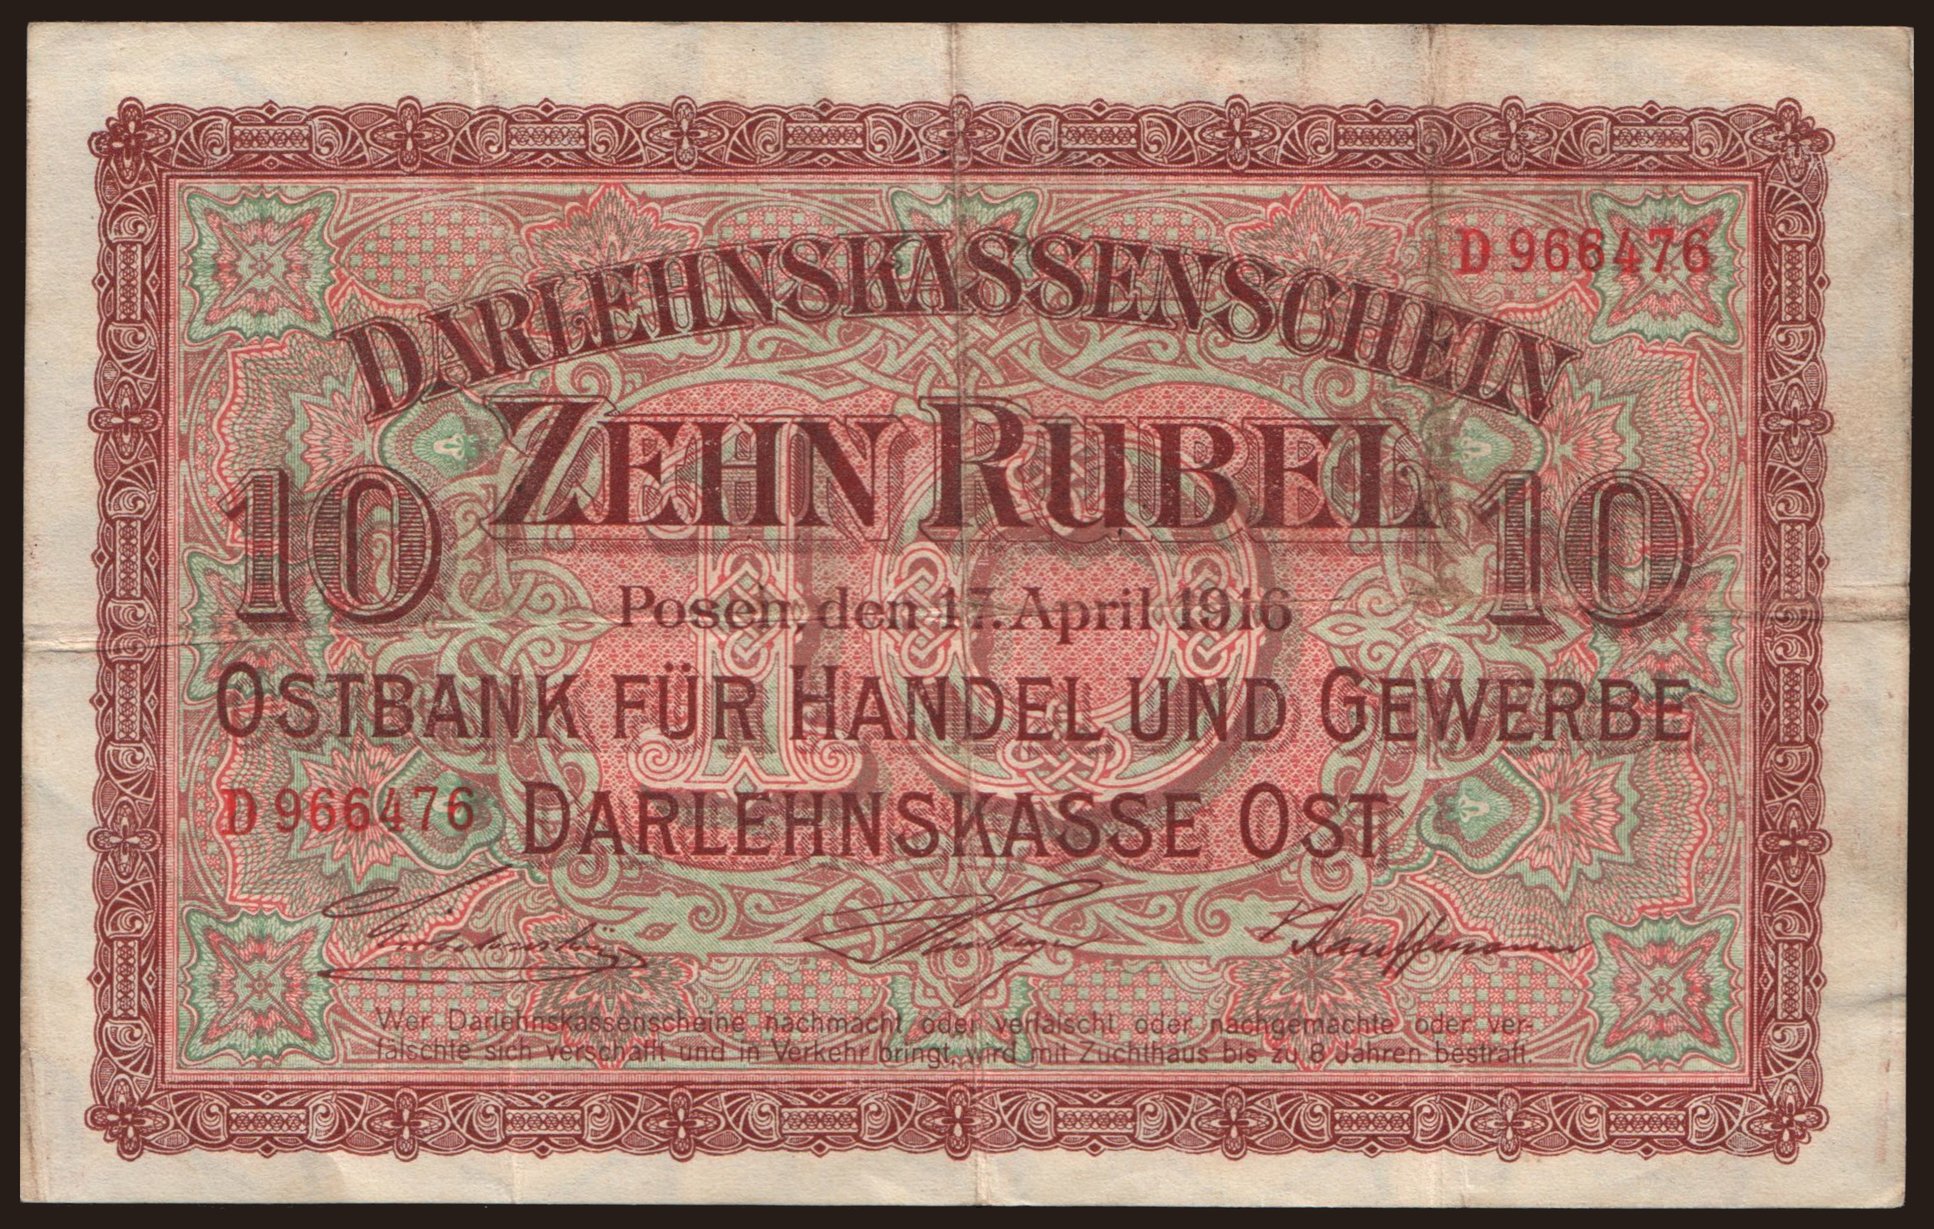 D 966476
DARLEHNSKASSENSCHEIN
ZEHN RUBEL
10 10
10
Posen, den 17. April 1916
OSTBANK FÜR HANDEL UND GEWERBE
D 966476 DARLEHNSKASSE OST
Kauffmann
Wer Darlehnskassenscheine nachmacht oder verfälscht oder nachgemachte oder ver-
fälschte sich verschafft und in Verkehr bringt, wird mit Zuchthaus bis zu 8 Jahren bestraft.